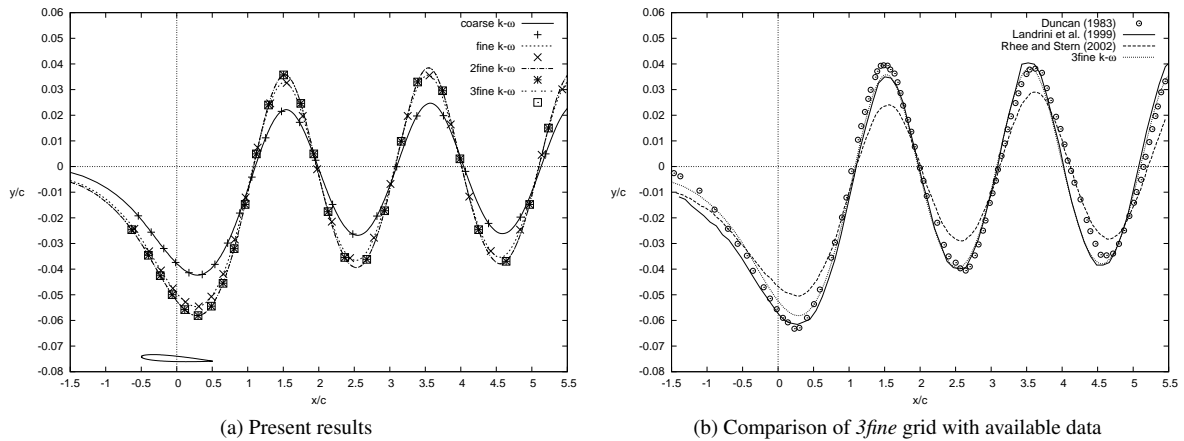 0.06
0.05
0.04
0.03
0.02
0.01
0
-0.01
-0.02
-0.03
-0.04
-0.05
-0.06
-0.07
-0.08
y/c
-1.5 -1 -0.5 0 0.5 1 1.5 2 2.5 3 3.5 4 4.5 5 5.5
x/c
coarse k-ω
fine k-ω
2fine k-ω
3fine k-ω
(a) Present results
0.06
0.05
0.04
0.03
0.02
0.01
0
-0.01
-0.02
-0.03
-0.04
-0.05
-0.06
-0.07
-0.08
y/c
-1.5 -1 -0.5 0 0.5 1 1.5 2 2.5 3 3.5 4 4.5 5 5.5
x/c
Duncan (1983)
Landrini et al. (1999)
Rhee and Stern (2002)
3fine k-ω
(b) Comparison of 3fine grid with available data